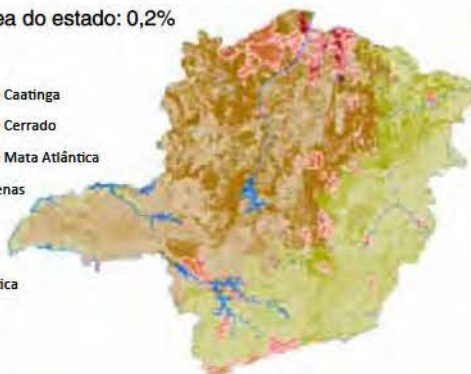 ea do estado: 0,2%
Caatinga
Cerrado
Mata Atlântica
enas
ica